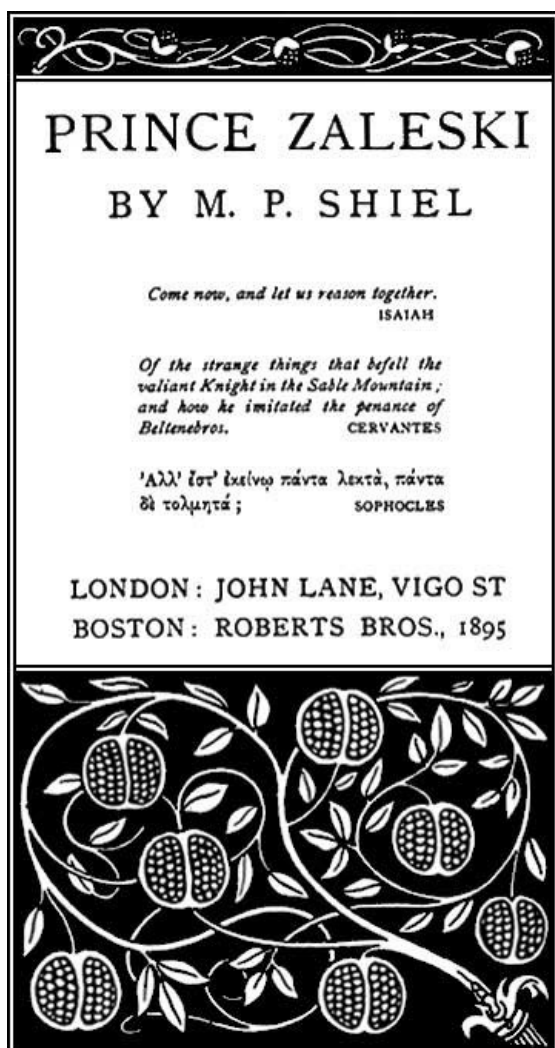 PRINCE ZALESKI
BY M. P. SHIEL
Come now, and let us reason together.
ISAIAH
Of the strange things that befell the
valiant Knight in the Sable Mountain;
and how he imitated the penance of
Beltenebros. CERVANTES
'Αλλ' ἔστ' ἐκείνῳ πάντα λεκτὰ, πάντα
δὲ τολμητά; SOPHOCLES
LONDON: JOHN LANE, VIGO ST
BOSTON: ROBERTS BROS., 1895